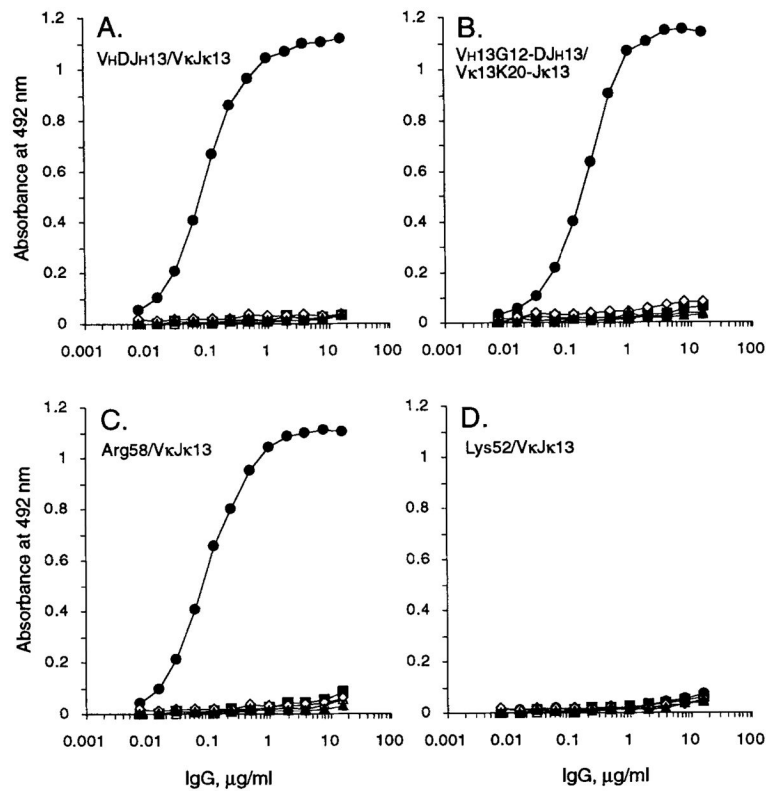 A.
VHDJH13/VκJκ13
B.
VH13G12-DJH13/
Vκ13K20-Jκ13
Absorbance at 492 nm
1.2
1
0.8
0.6
0.4
0.2
0
0.001 0.01 0.1 1 10 100
1.2
1
0.8
0.6
0.4
0.2
0
0.001 0.01 0.1 1 10 100
C.
Arg58/VκJκ13
D.
Lys52/VκJκ13
Absorbance at 492 nm
1.2
1
0.8
0.6
0.4
0.2
0
0.001 0.01 0.1 1 10 100
IgG, μg/ml
1.2
1
0.8
0.6
0.4
0.2
0
0.001 0.01 0.1 1 10 100
IgG, μg/ml